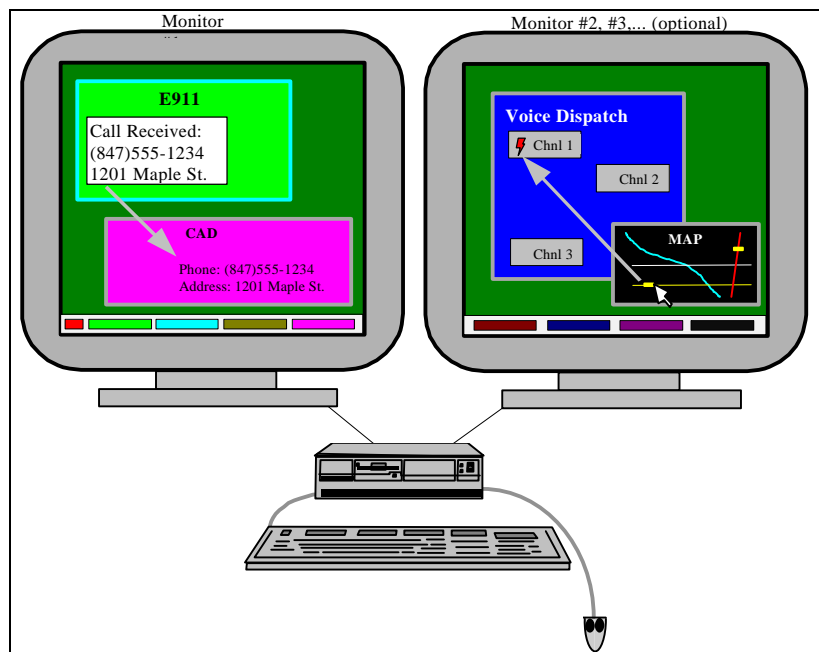 Monitor
Monitor #2, #3,... (optional)
E911
Call Received:
(847)555-1234
1201 Maple St.
CAD
Phone: (847)555-1234
Address: 1201 Maple St.
Voice Dispatch
Chnl 1
Chnl 2
Chnl 3
MAP